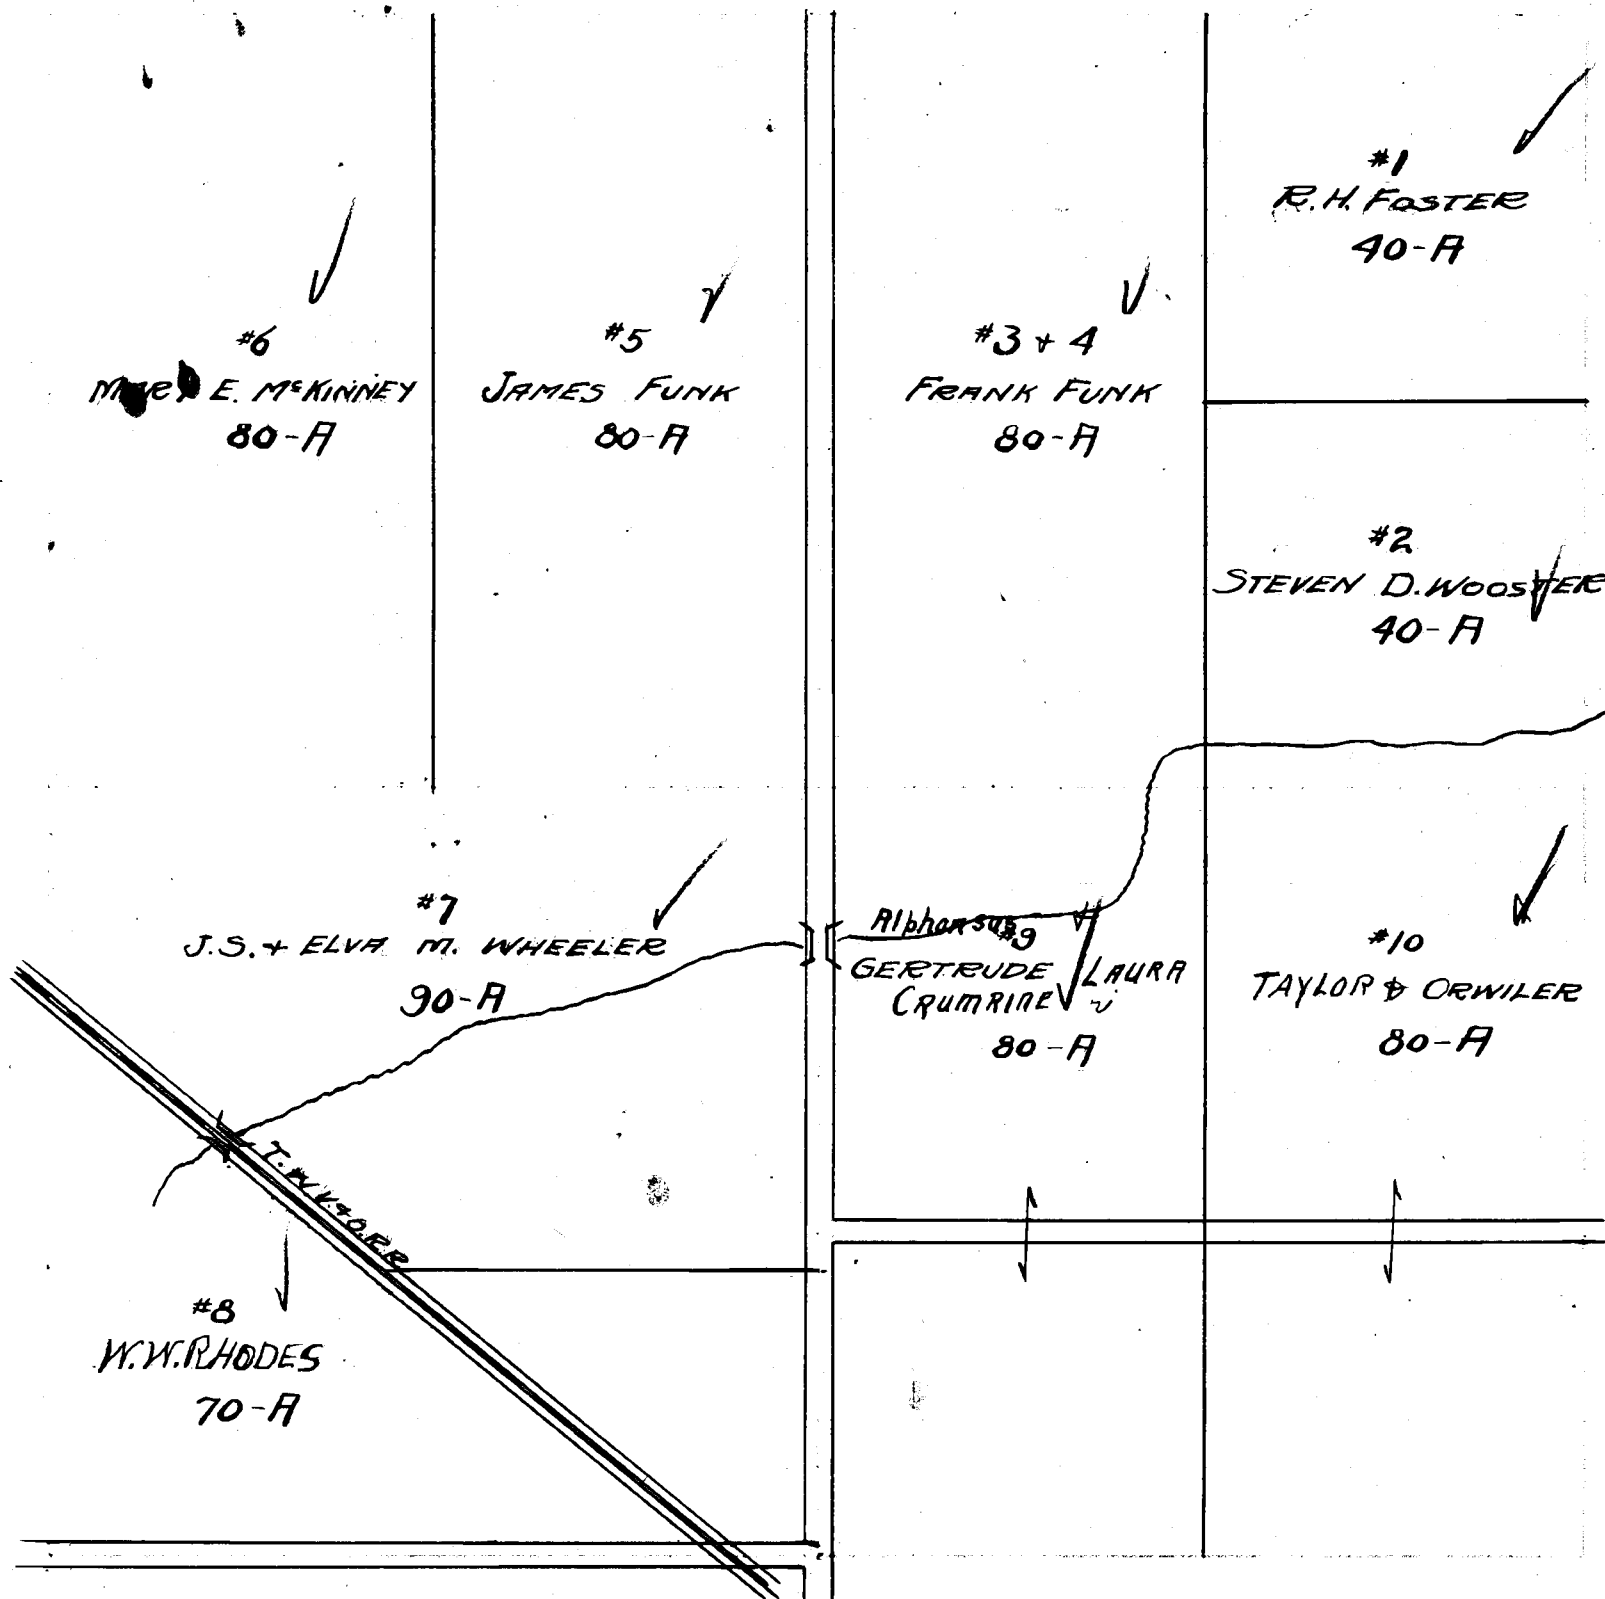 #1
R.H. FOSTER
40-A
#6
E. McKINNEY
80-A
#5
JAMES FUNK
80-A
#3 + 4
FRANK FUNK
80-A
#2
STEVEN D. WOOSTER
40-A
#7
J.S. + ELVA M. WHEELER
90-A
Alphonsus
#9
GERTRUDE LAURA
CRUMRINE
80-A
#10
TAYLOR & ORWILER
80-A
T.W.V.&O.R.R
#8
W.W.RHODES
70-A